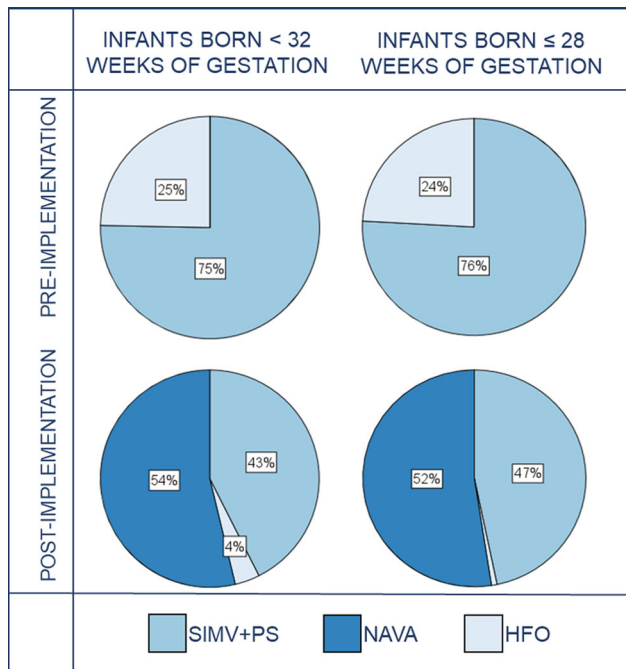 INFANTS BORN < 32
WEEKS OF GESTATION
INFANTS BORN ≤ 28
WEEKS OF GESTATION
PRE-IMPLEMENTATION
25%
75%
24%
76%
POST-IMPLEMENTATION
54%
43%
4%
52%
47%
SIMV+PS
NAVA
HFO